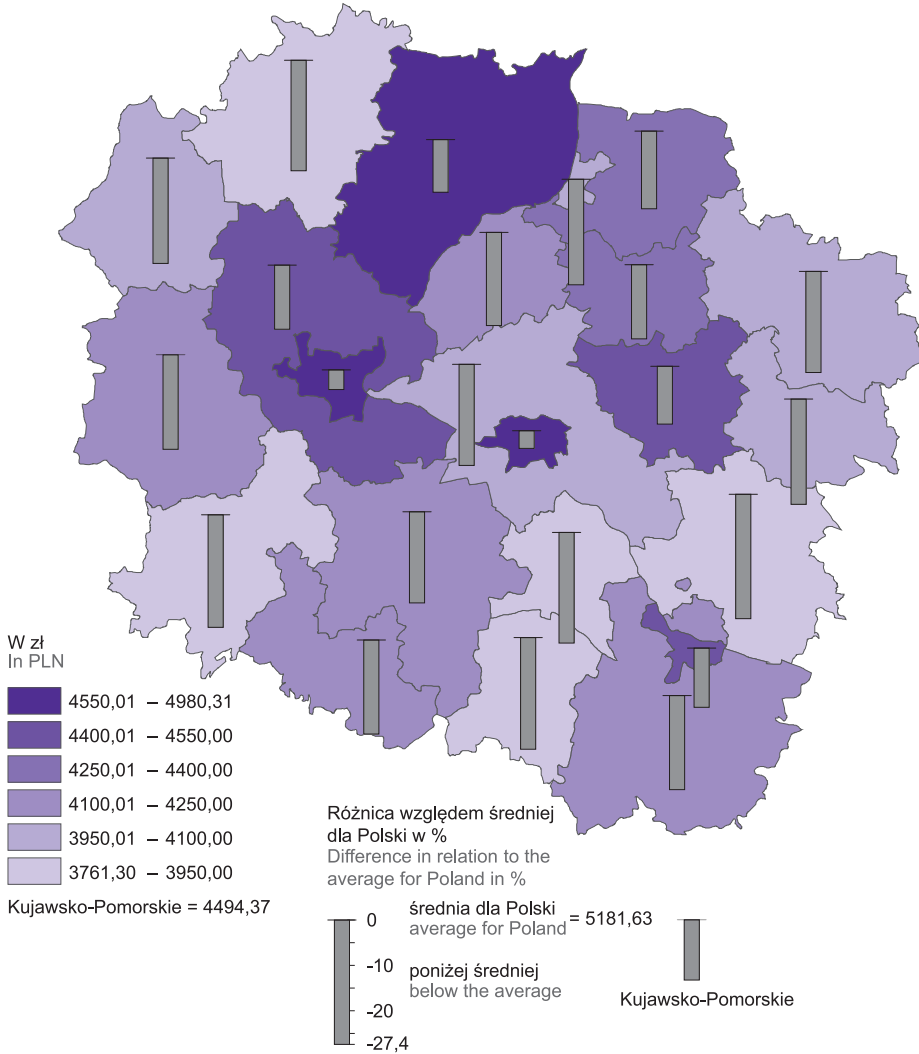 W zł
In PLN
4550,01 – 4980,31
4400,01 – 4550,00
4250,01 – 4400,00
4100,01 – 4250,00
3950,01 – 4100,00
3761,30 – 3950,00
Kujawsko-Pomorskie = 4494,37
Różnica względem średniej
dla Polski w %
Difference in relation to the
average for Poland in %
0
-10
-20
-27,4
średnia dla Polski
average for Poland = 5181,63
poniżej średniej
below the average
Kujawsko-Pomorskie